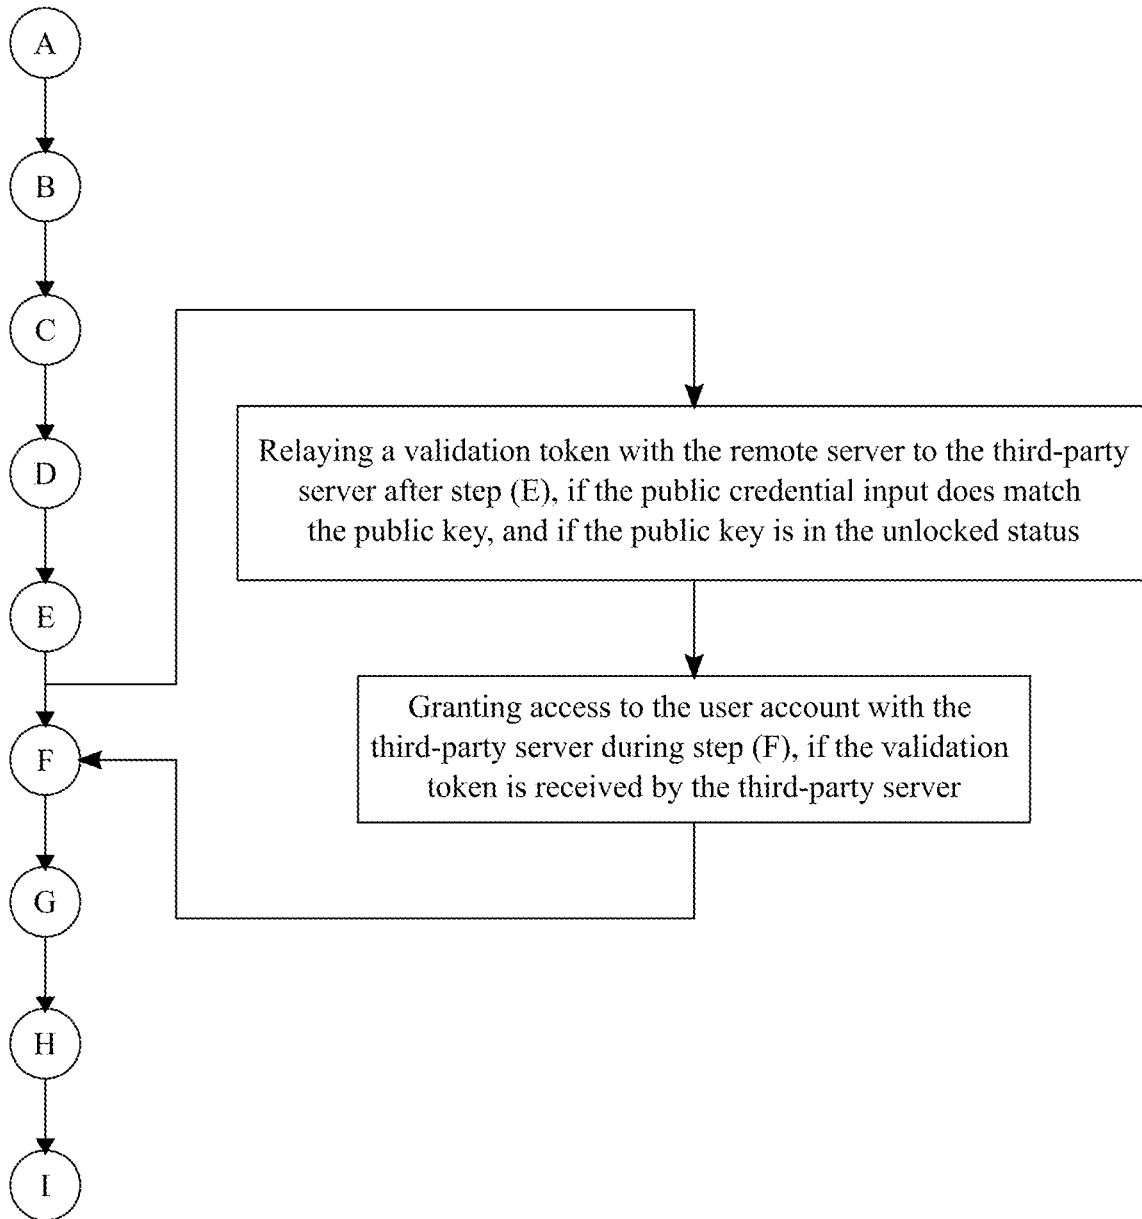 A
B
C
D
E
F
G
H
I
Relaying a validation token with the remote server to the third-party
server after step (E), if the public credential input does match
the public key, and if the public key is in the unlocked status
Granting access to the user account with the
third-party server during step (F), if the validation
token is received by the third-party server